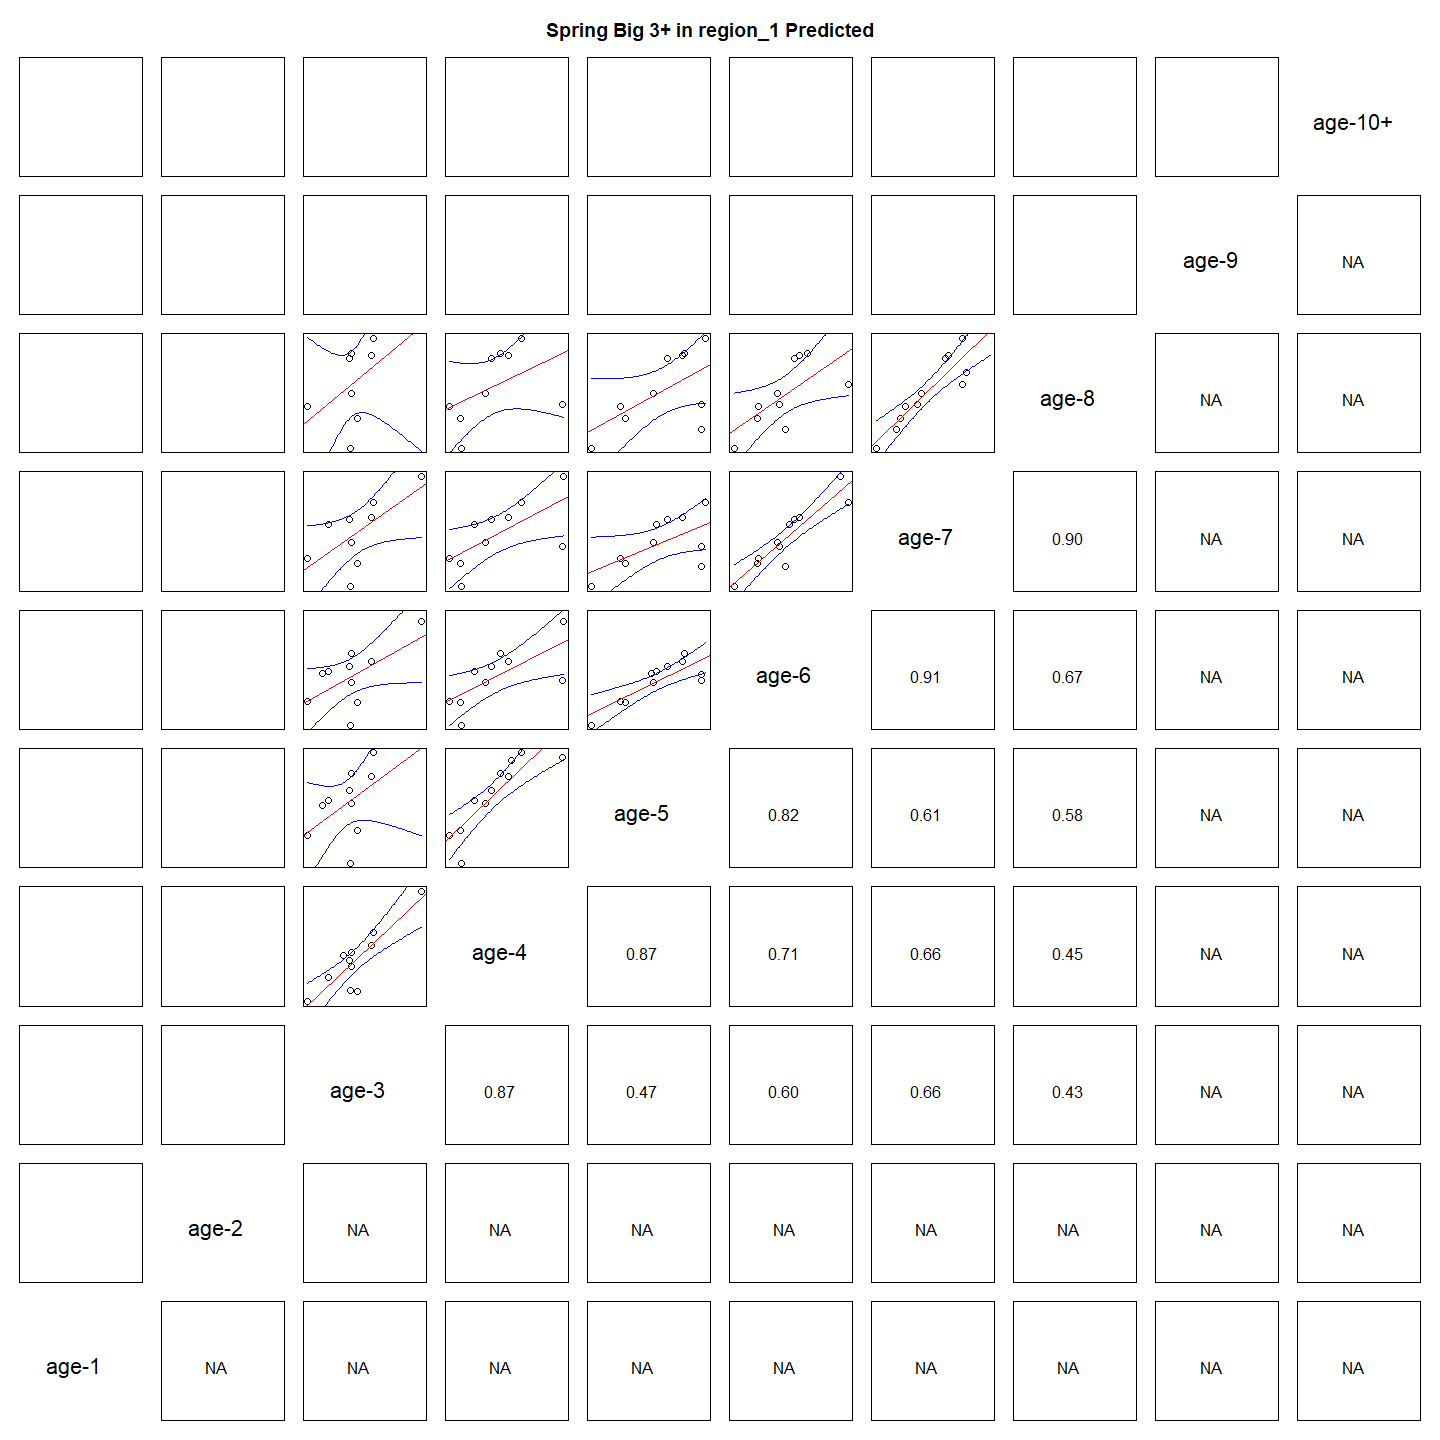 Spring Big 3+ in region_1 Predicted
age-10+
age-9 NA
age-8 NA NA
age-7 0.90 NA NA
age-6 0.91 0.67 NA NA
age-5 0.82 0.61 0.58 NA NA
age-4 0.87 0.71 0.66 0.45 NA NA
age-3 0.87 0.47 0.60 0.66 0.43 NA NA
age-2 NA NA NA NA NA NA NA NA
age-1 NA NA NA NA NA NA NA NA NA